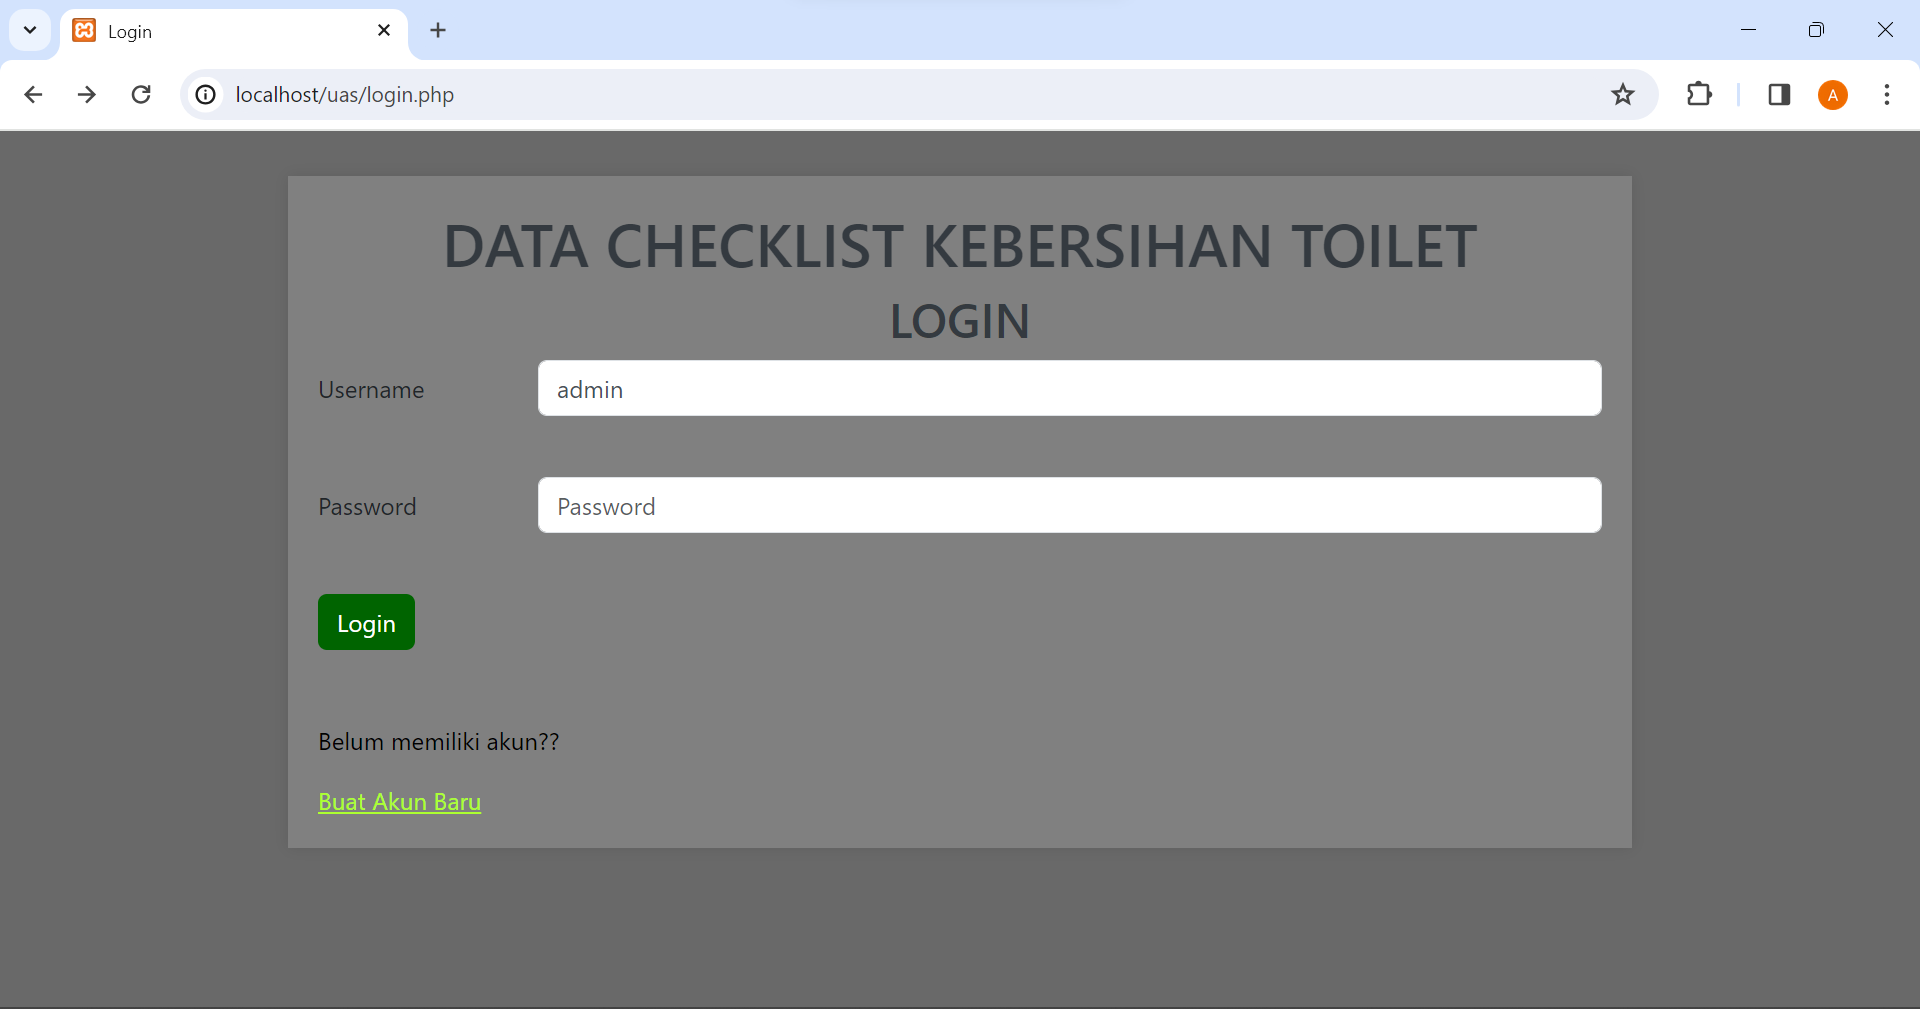 Login
localhost/uas/login.php
A
DATA CHECKLIST KEBERSIHAN TOILET
LOGIN
Username
admin
Password
Password
Login
Belum memiliki akun??
Buat Akun Baru